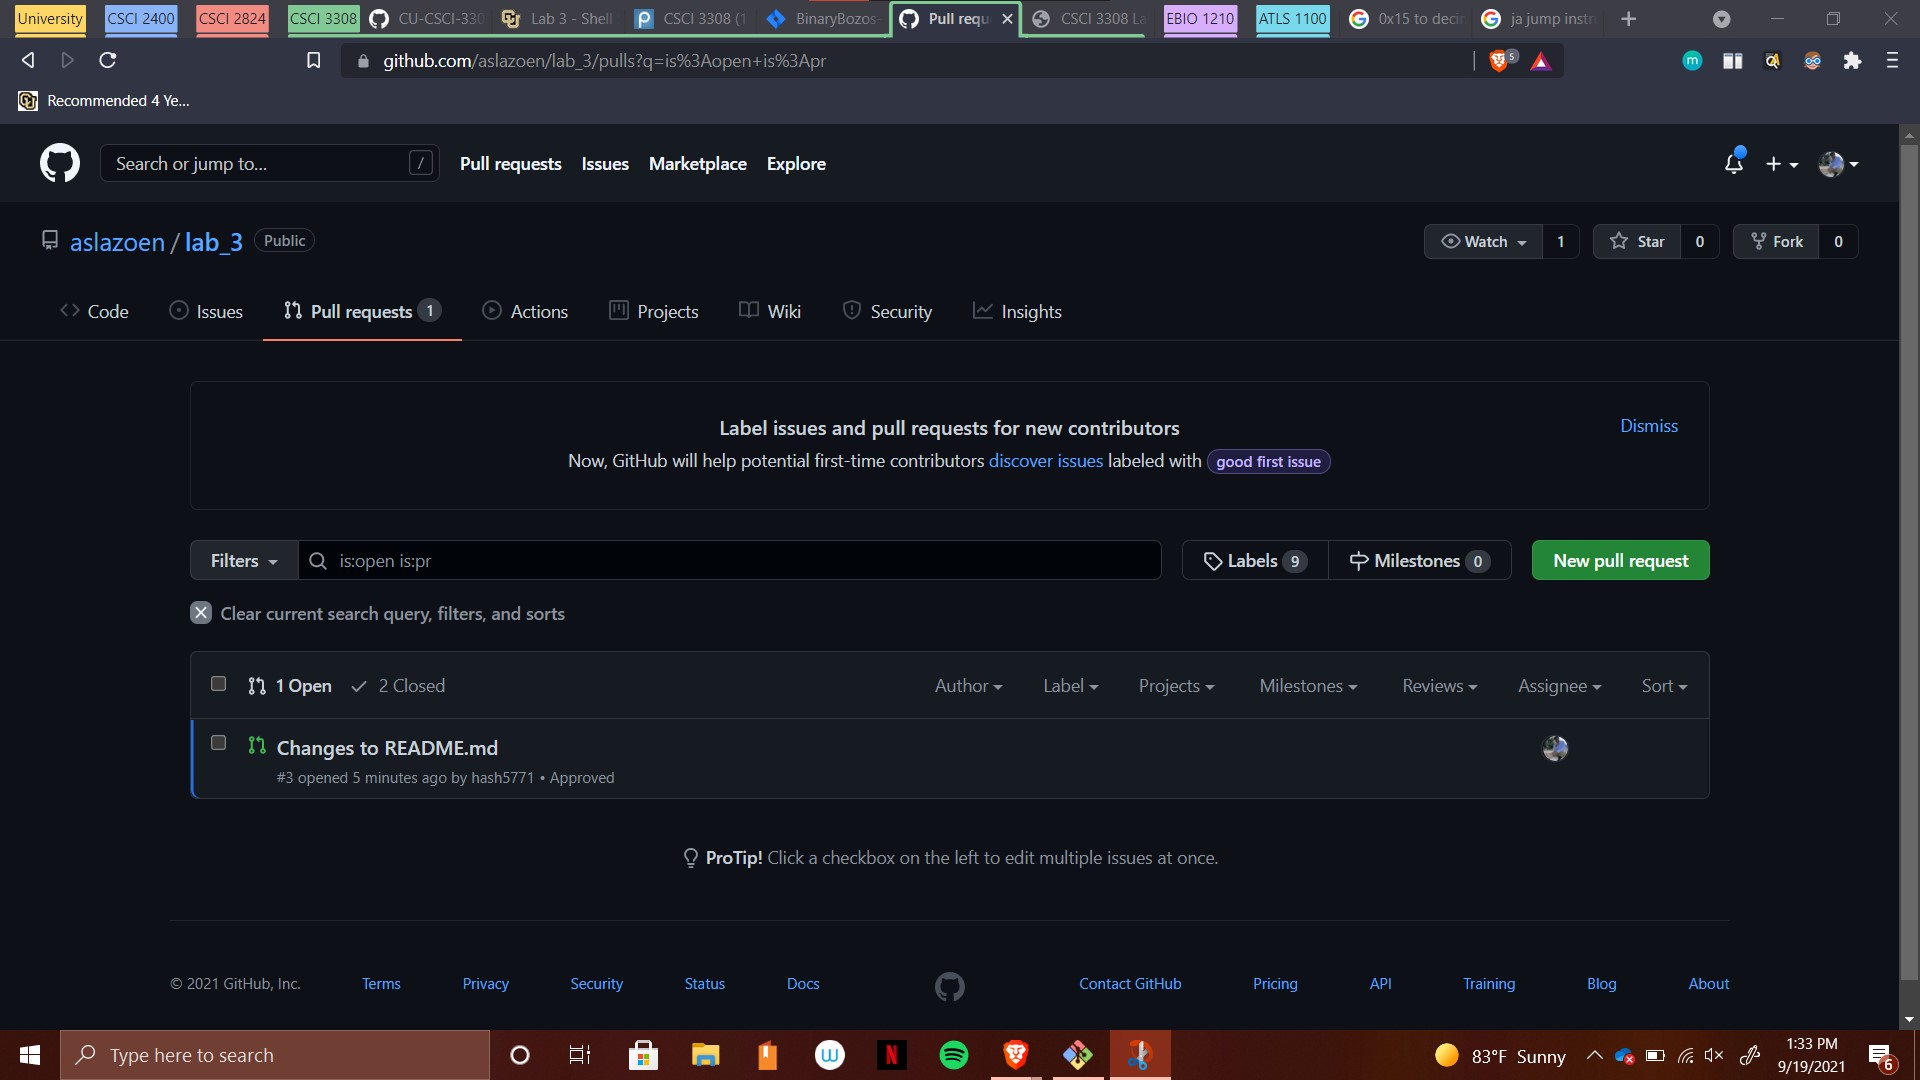 University CSCI 2400 CSCI 2824 CSCI 3308 CU-CSCI-330 Lab 3 - Shell CSCI 3308 (1 BinaryBozos Pull requ CSCI 3308 La EBIO 1210 ATLS 1100 0x15 to decin ja jump instr
github.com/aslazoen/lab_3/pulls?q=is%3Aopen+is%3Apr 5 m
Recommended 4 Ye...
Search or jump to... / Pull requests Issues Marketplace Explore
aslazoen / lab_3 Public Watch 1 Star 0 Fork 0
Code Issues Pull requests 1 Actions Projects Wiki Security Insights
Label issues and pull requests for new contributors Dismiss
Now, GitHub will help potential first-time contributors discover issues labeled with good first issue
Filters is:open is:pr Labels 9 Milestones 0 New pull request
Clear current search query, filters, and sorts
1 Open 2 Closed Author Label Projects Milestones Reviews Assignee Sort
Changes to README.md
#3 opened 5 minutes ago by hash5771 • Approved
ProTip! Click a checkbox on the left to edit multiple issues at once.
© 2021 GitHub, Inc. Terms Privacy Security Status Docs Contact GitHub Pricing API Training Blog About
Type here to search 83°F Sunny 1:33 PM
9/19/2021 6